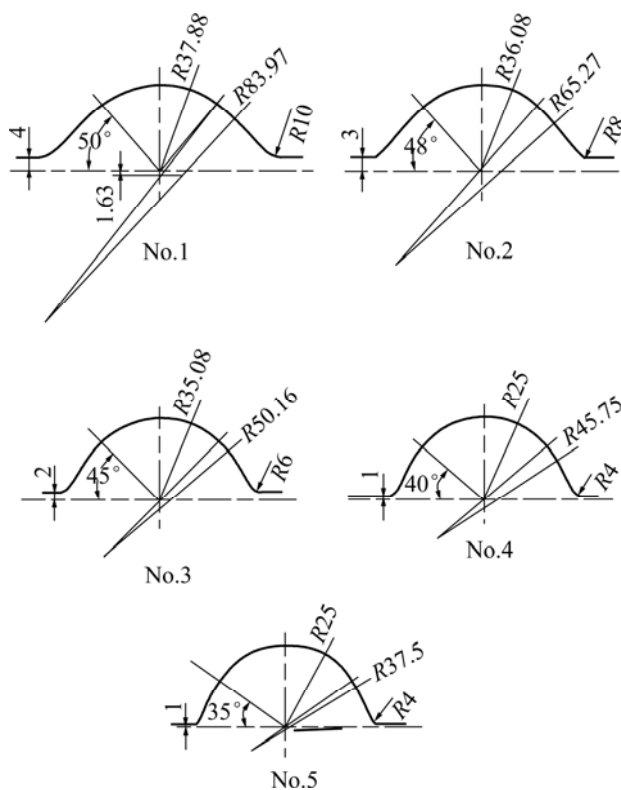 R37.88
R83.97
R10
4
50°
1.63
No.1
R36.08
R65.27
R8
3
48°
No.2
R35.08
R50.16
R6
2
45°
No.3
R25
R45.75
R4
1
40°
No.4
R25
R37.5
R4
1
35°
No.5